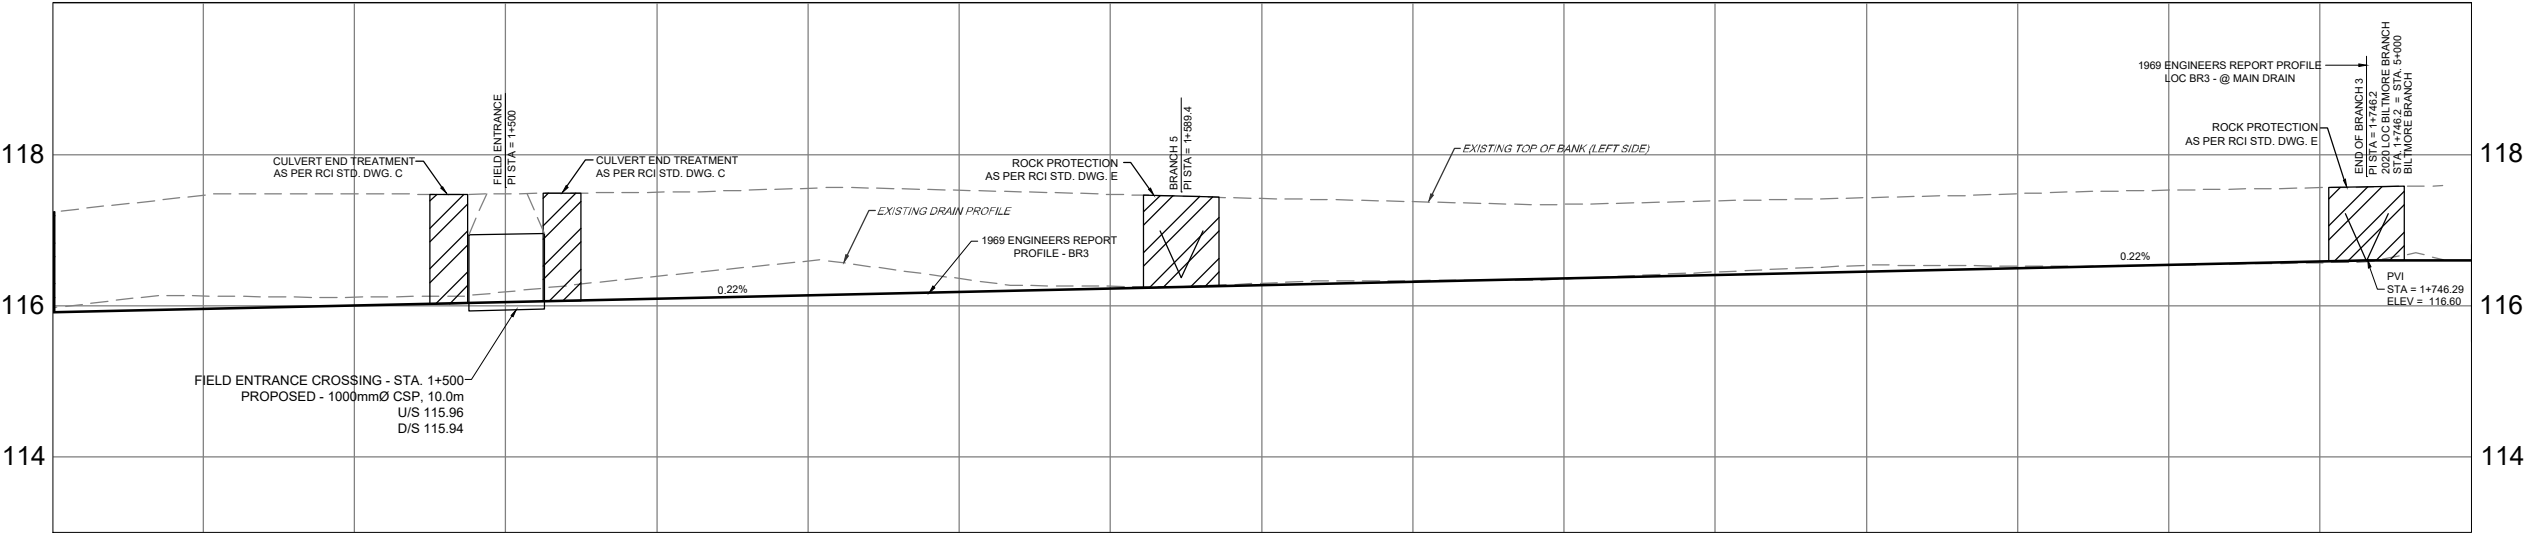 118
116
114
CULVERT END TREATMENT
AS PER RCI STD. DWG. C
FIELD ENTRANCE
PI STA = 1+500
CULVERT END TREATMENT
AS PER RCI STD. DWG. C
EXISTING DRAIN PROFILE
0.22%
1969 ENGINEERS REPORT
PROFILE - BR3
FIELD ENTRANCE CROSSING - STA. 1+500
PROPOSED - 1000mmØ CSP, 10.0m
U/S 115.96
D/S 115.94
ROCK PROTECTION
AS PER RCI STD. DWG. E
BRANCH 5
PI STA = 1+589.4
EXISTING TOP OF BANK (LEFT SIDE)
1969 ENGINEERS REPORT PROFILE
LOC BR3 - @ MAIN DRAIN
ROCK PROTECTION
AS PER RCI STD. DWG. E
END OF BRANCH 3
PI STA = 1+746.2
2020 LOC BILTMORE BRANCH
STA. 1+746.2 = STA. 5+000
BILTMORE BRANCH
0.22%
PVI
STA = 1+746.29
ELEV = 116.60
118
116
114